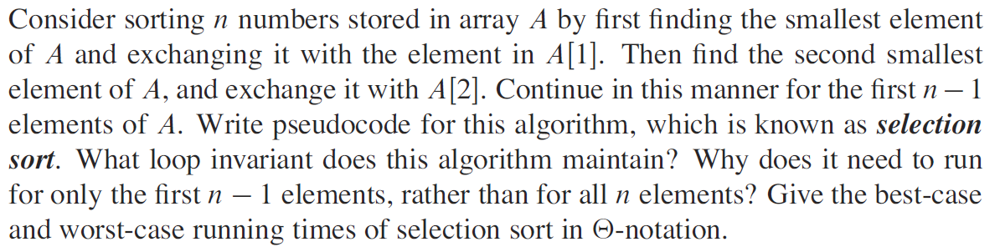 Consider sorting n numbers stored in array A by first finding the smallest element
of A and exchanging it with the element in A[1]. Then find the second smallest
element of A, and exchange it with A[2]. Continue in this manner for the first n − 1
elements of A. Write pseudocode for this algorithm, which is known as selection
sort. What loop invariant does this algorithm maintain? Why does it need to run
for only the first n − 1 elements, rather than for all n elements? Give the best-case
and worst-case running times of selection sort in Θ-notation.